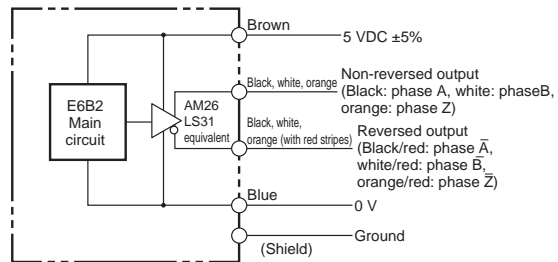 Brown
5 VDC ±5%
E6B2
Main
circuit
AM26
LS31
equivalent
Black, white, orange
Non-reversed output
(Black: phase A, white: phaseB,
orange: phase Z)
Black, white,
orange (with red stripes)
Reversed output
(Black/red: phase A̅,
white/red: phase B̅,
orange/red: phase Z̅)
Blue
0 V
Ground
(Shield)